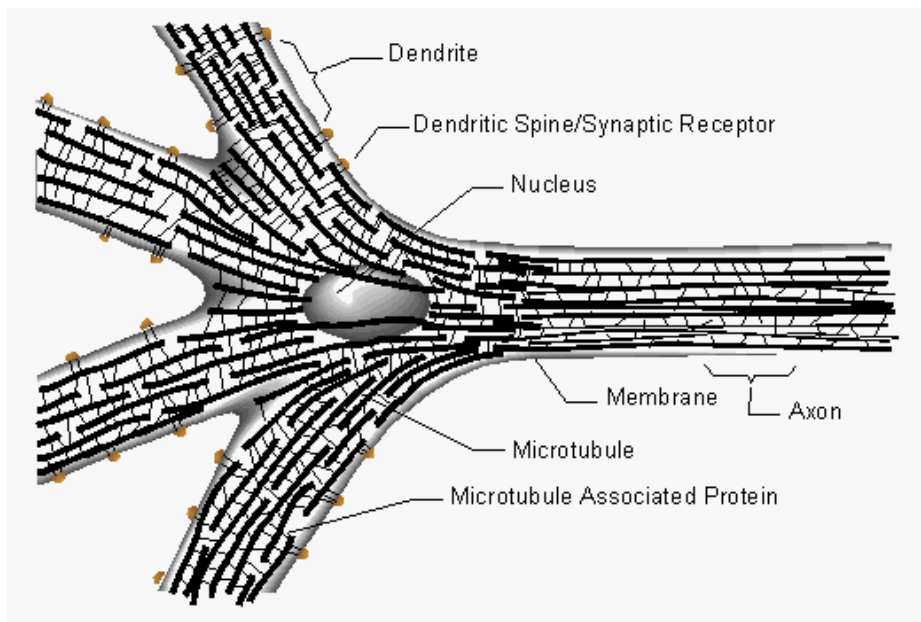 Dendrite
Dendritic Spine/Synaptic Receptor
Nucleus
Membrane
Axon
Microtubule
Microtubule Associated Protein